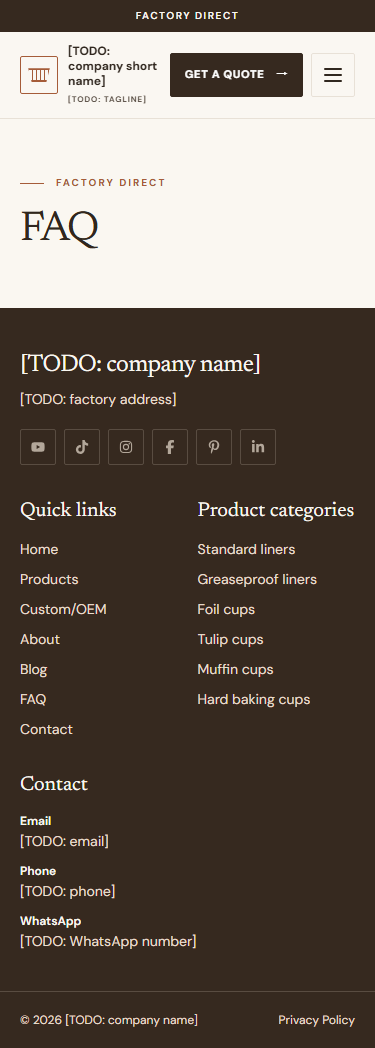 FACTORY DIRECT
[TODO:
company short
name]
[TODO: TAGLINE]
GET A QUOTE →
FACTORY DIRECT
FAQ
[TODO: company name]
[TODO: factory address]
Quick links
Home
Products
Custom/OEM
About
Blog
FAQ
Contact
Product categories
Standard liners
Greaseproof liners
Foil cups
Tulip cups
Muffin cups
Hard baking cups
Contact
Email
[TODO: email]
Phone
[TODO: phone]
WhatsApp
[TODO: WhatsApp number]
© 2026 [TODO: company name]
Privacy Policy